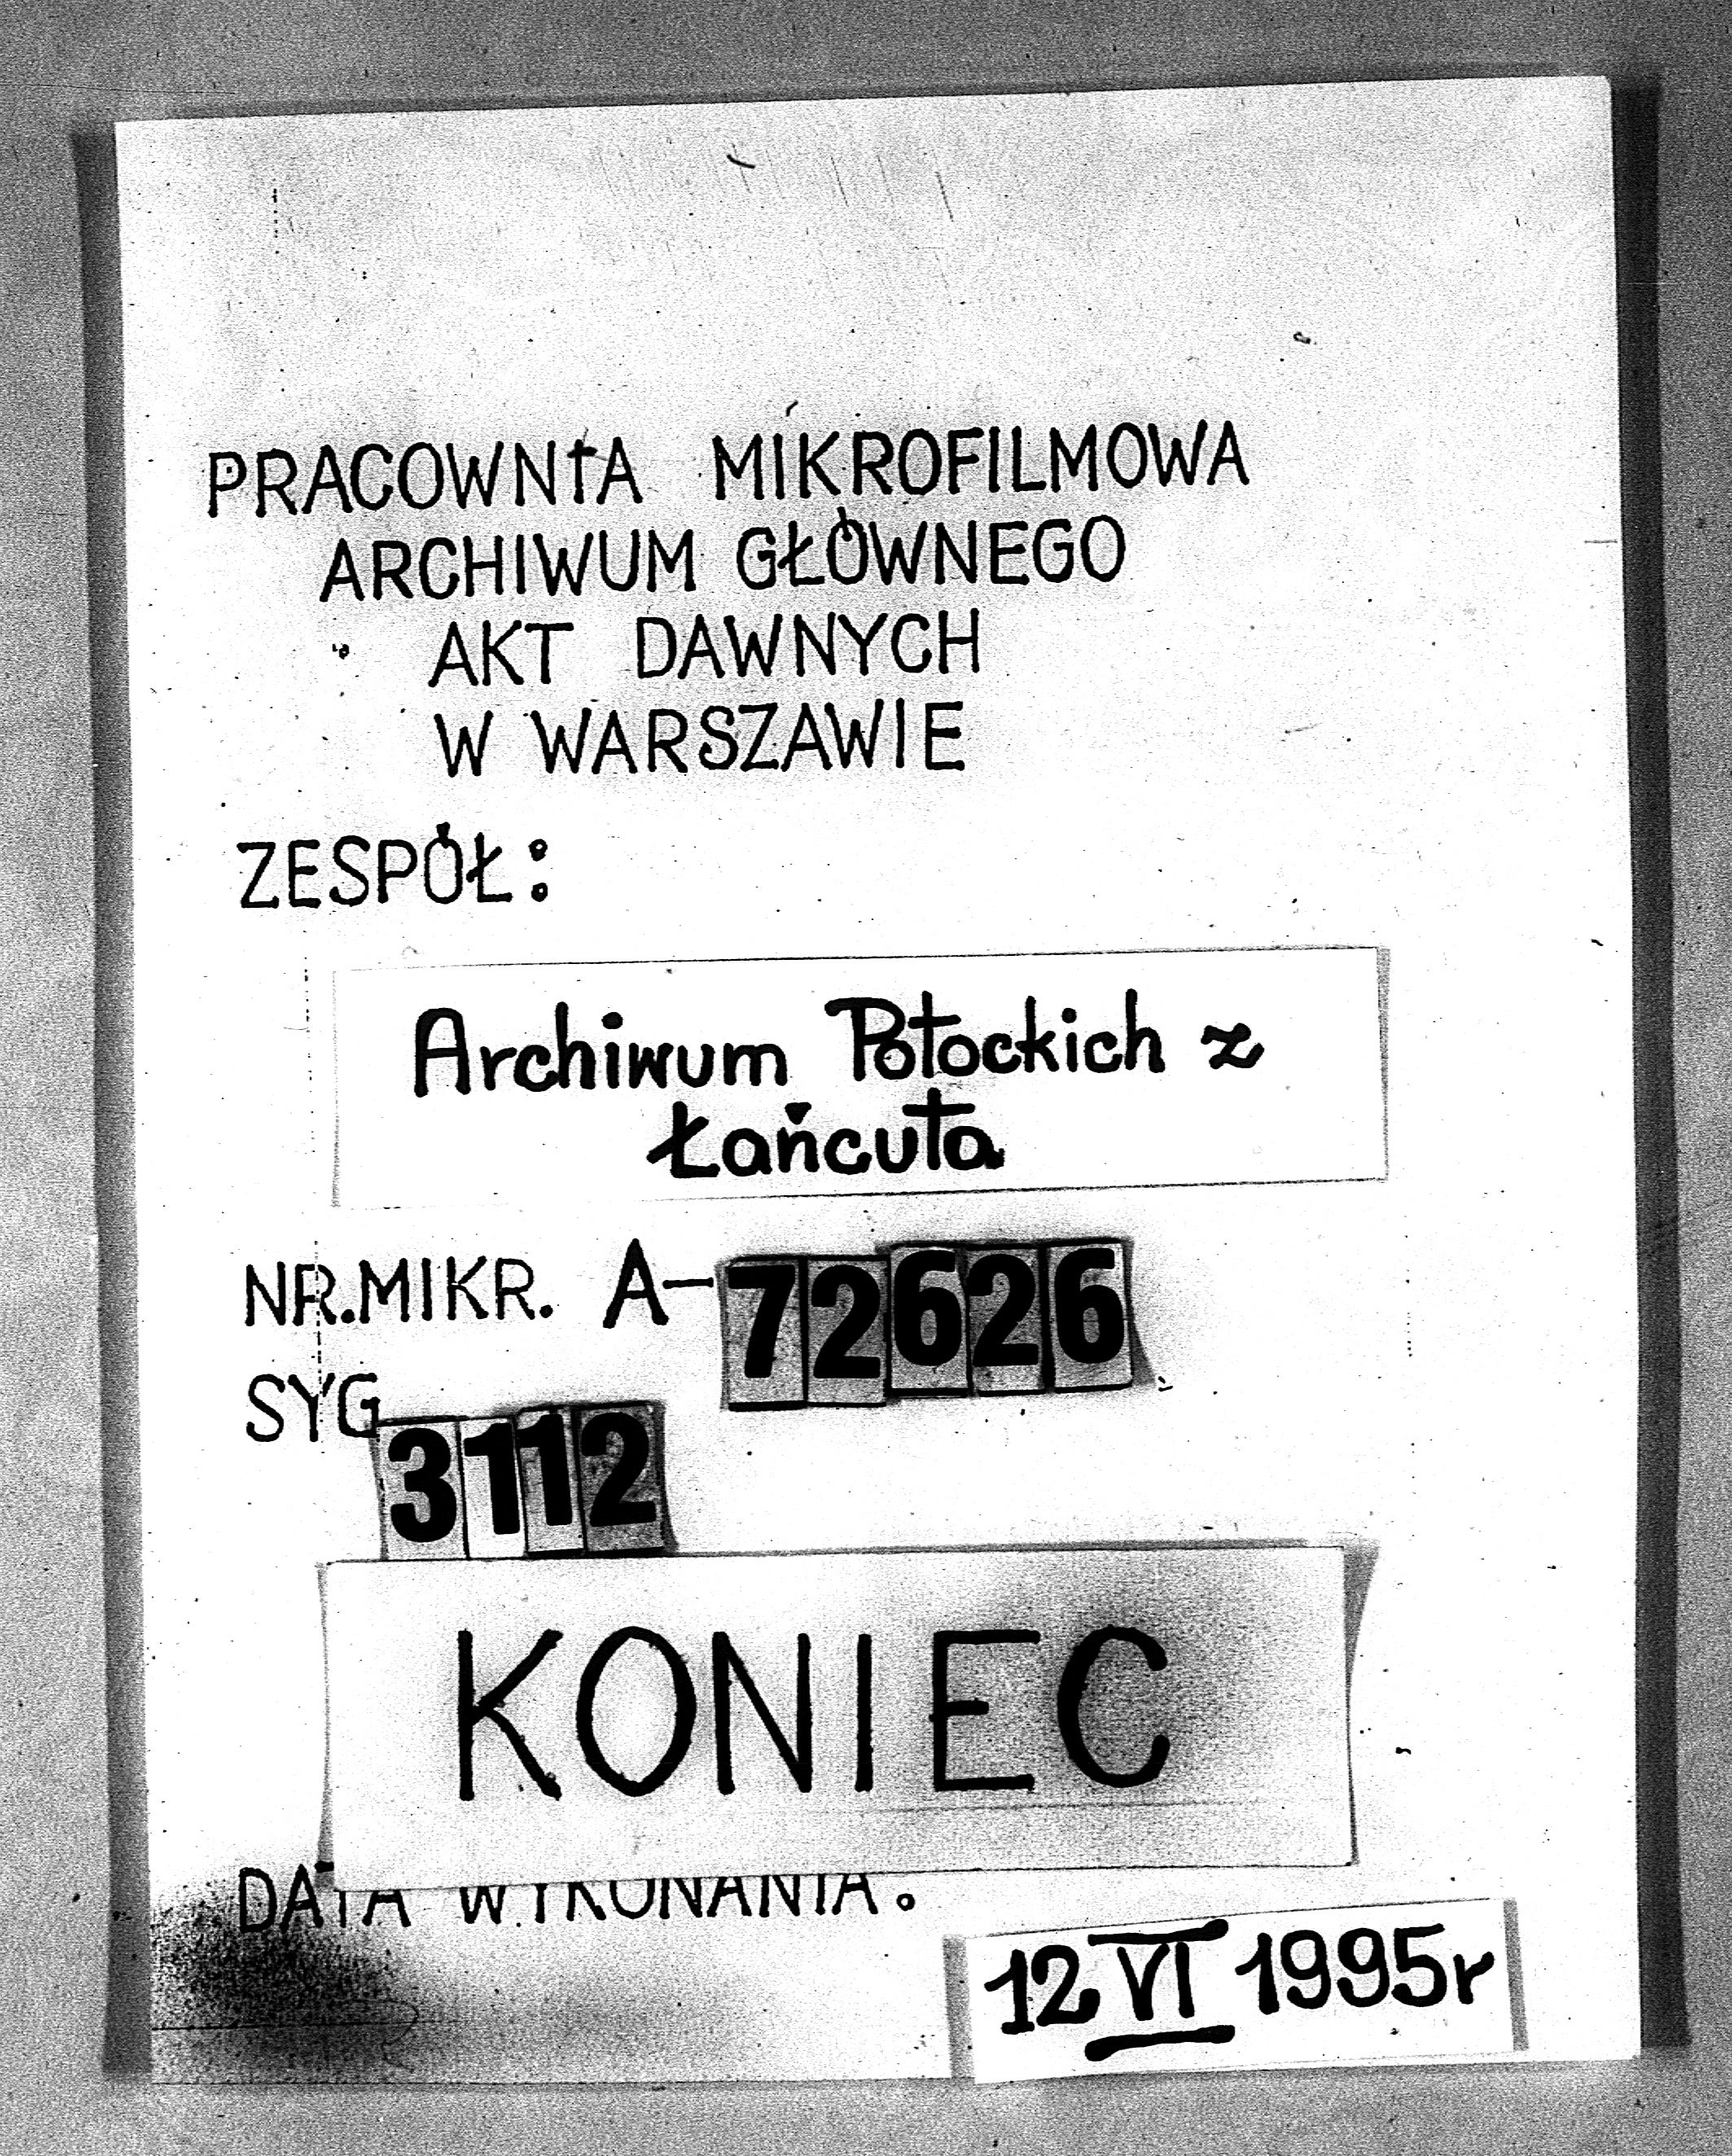 PRACOWNIA MIKROFILMOWA
ARCHIWUM GŁÓWNEGO
AKT DAWNYCH
W WARSZAWIE
ZESPÓŁ:
Archiwum Potockich z
Łańcuta
NR.MIKR. A-72626
SYG 3112
KONIEC
DATA WYKONANIA.
12 VI 1995r